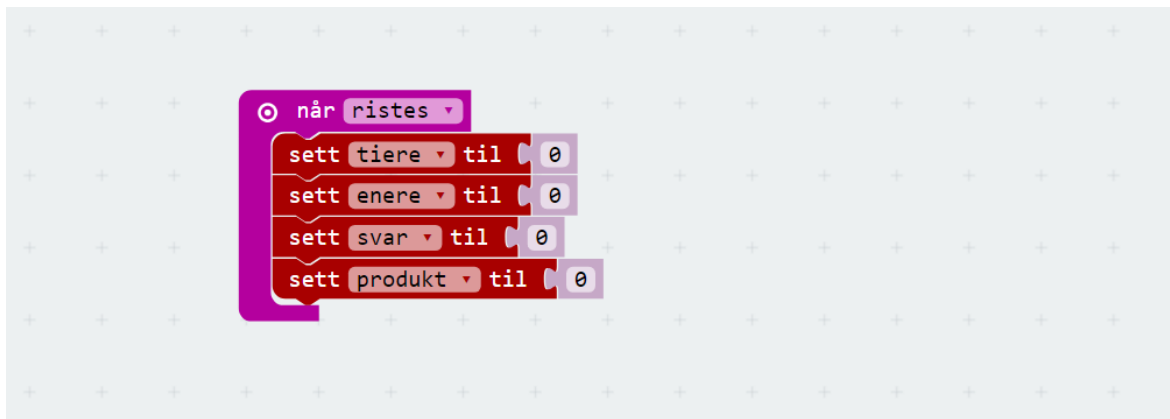 når ristes
sett tiere til 0
sett enere til 0
sett svar til 0
sett produkt til 0